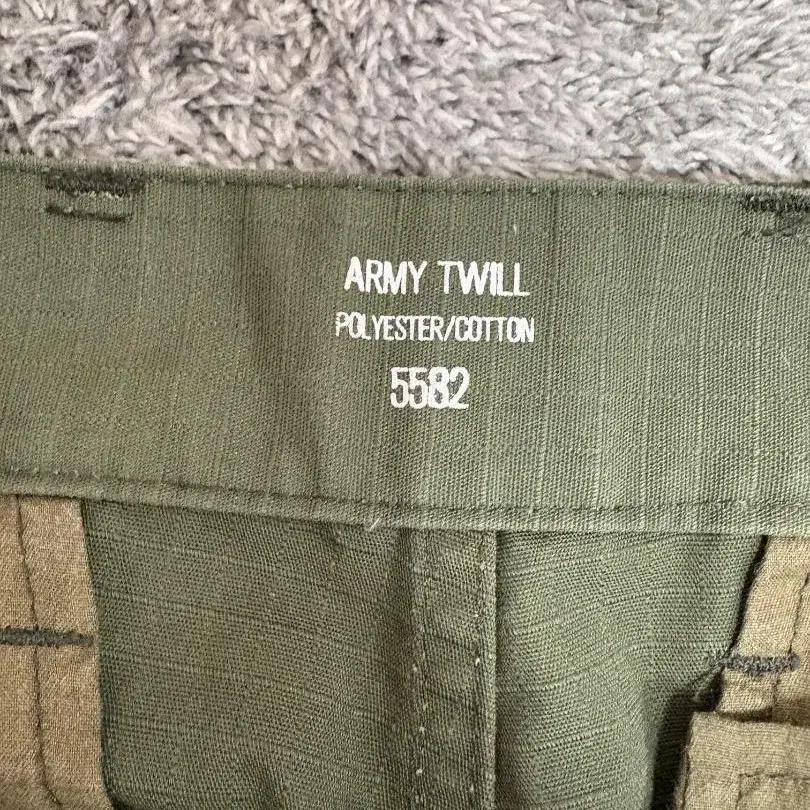 ARMY TWILL
POLYESTER/COTTON
5582